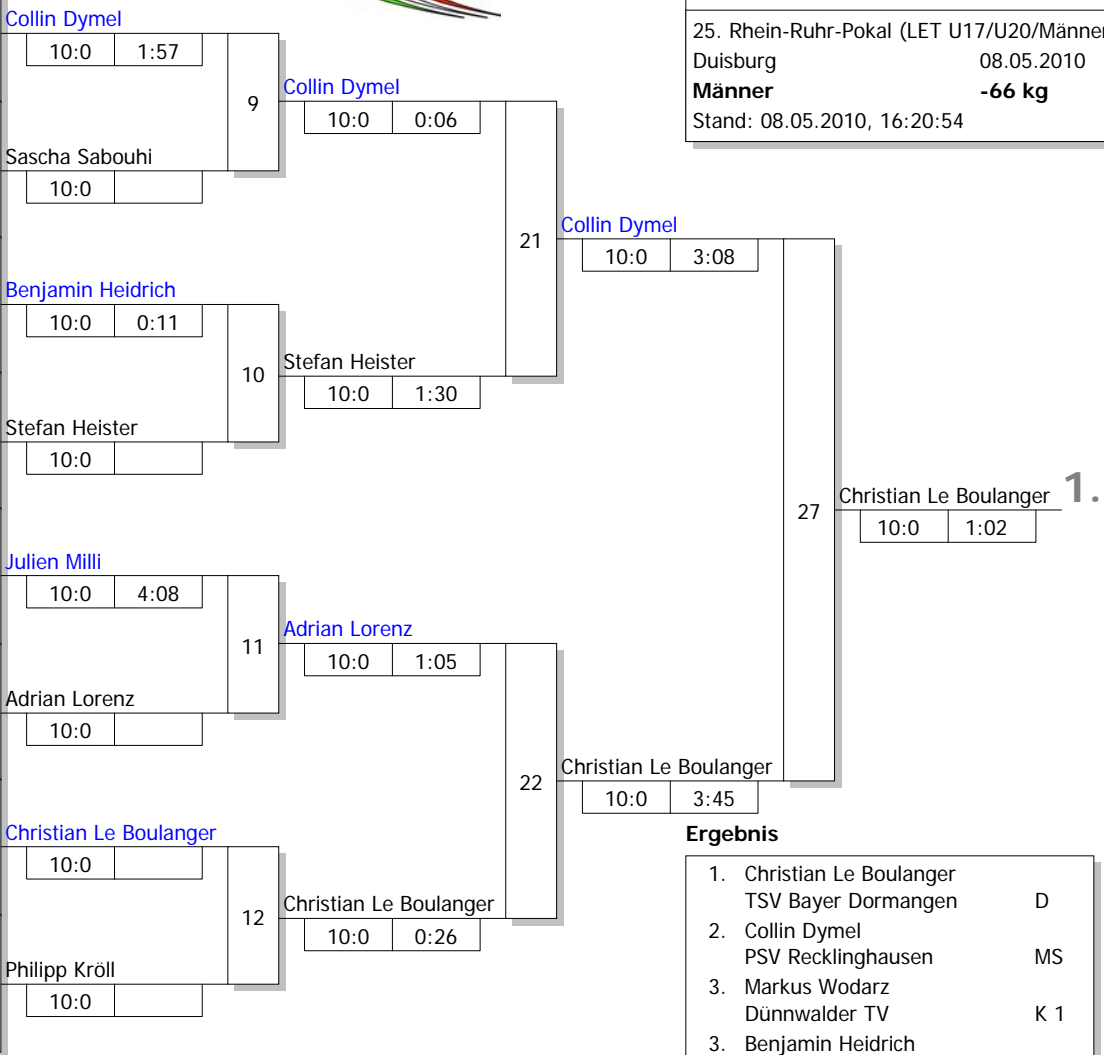 Collin Dymel
10:0 1:57
9
Sascha Sabouhi
10:0
Benjamin Heidrich
10:0 0:11
10
Stefan Heister
10:0
Julien Milli
10:0 4:08
11
Adrian Lorenz
10:0
Christian Le Boulanger
10:0
12
Philipp Kröll
10:0
Collin Dymel
10:0 0:06
21
Stefan Heister
10:0 1:30
Adrian Lorenz
10:0 1:05
22
Christian Le Boulanger
10:0 0:26
Collin Dymel
10:0 3:08
27
Christian Le Boulanger
10:0 3:45
Christian Le Boulanger 1.
10:0 1:02
25. Rhein-Ruhr-Pokal (LET U17/U20/Männer
Duisburg 08.05.2010
Männer -66 kg
Stand: 08.05.2010, 16:20:54
Ergebnis
1. Christian Le Boulanger
TSV Bayer Dormangen D
2. Collin Dymel
PSV Recklinghausen MS
3. Markus Wodarz
Dünnwalder TV K 1
3. Benjamin Heidrich